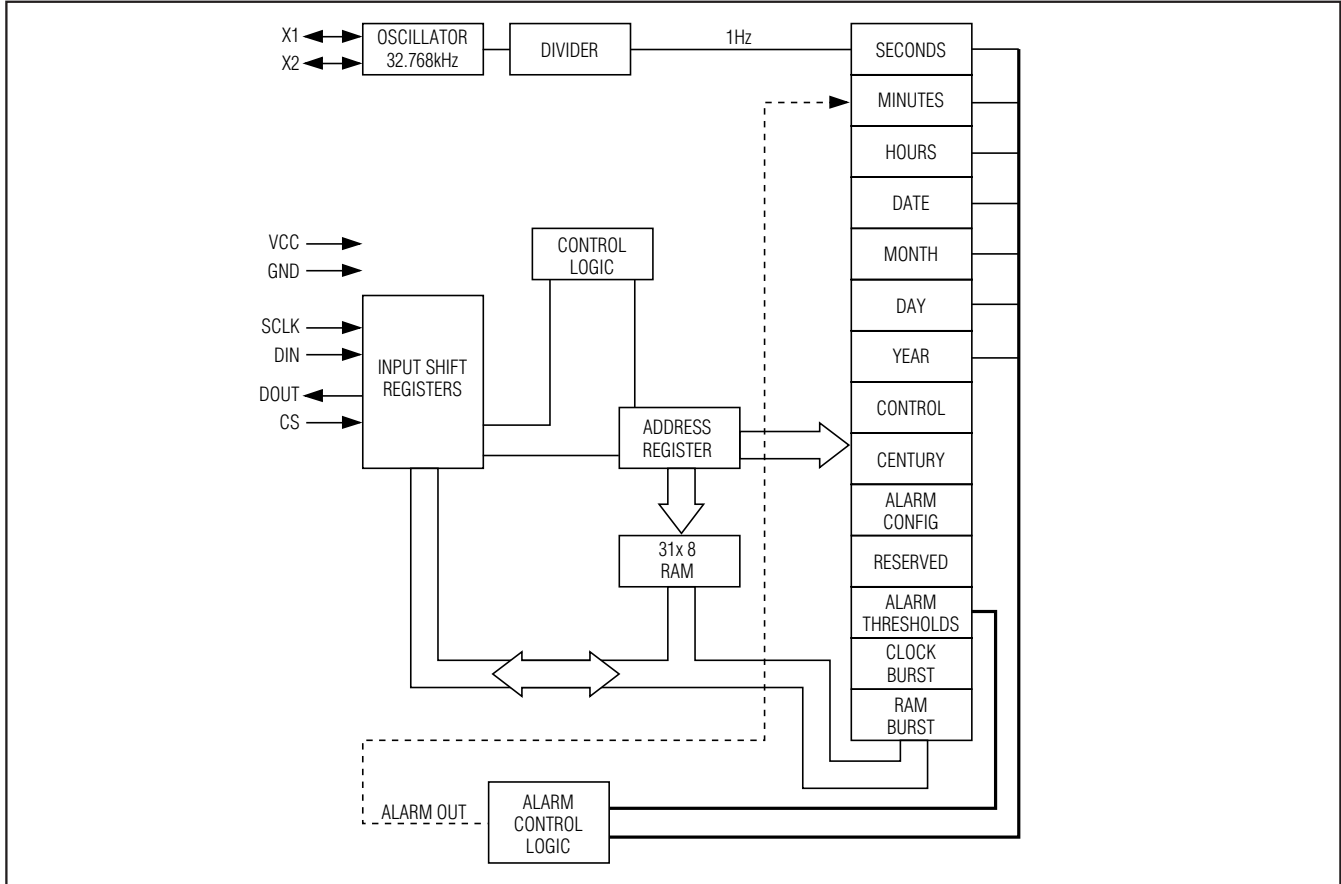 X1
X2
OSCILLATOR
32.768kHz
DIVIDER
1Hz
SECONDS
MINUTES
HOURS
DATE
MONTH
DAY
YEAR
CONTROL
CENTURY
ALARM
CONFIG
RESERVED
ALARM
THRESHOLDS
CLOCK
BURST
RAM
BURST
VCC
GND
SCLK
DIN
DOUT
CS
INPUT SHIFT
REGISTERS
CONTROL
LOGIC
ADDRESS
REGISTER
31x 8
RAM
ALARM OUT
ALARM
CONTROL
LOGIC